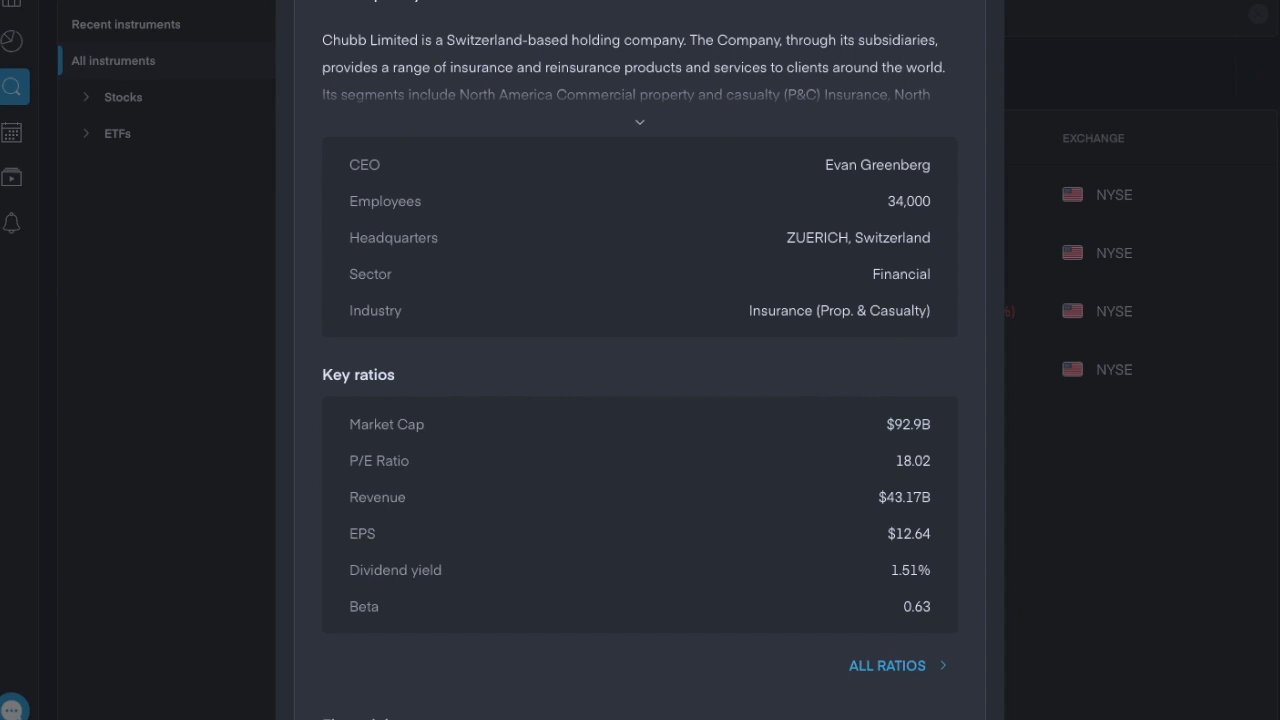 Recent instruments
All instruments
Stocks
ETFs
Chubb Limited is a Switzerland-based holding company. The Company, through its subsidiaries,
provides a range of insurance and reinsurance products and services to clients around the world.
Its segments include North America Commercial property and casualty (P&C) Insurance, North
CEO Evan Greenberg
Employees 34,000
Headquarters ZUERICH, Switzerland
Sector Financial
Industry Insurance (Prop. & Casualty)
Key ratios
Market Cap $92.9B
P/E Ratio 18.02
Revenue $43.17B
EPS $12.64
Dividend yield 1.51%
Beta 0.63
ALL RATIOS
EXCHANGE
NYSE
NYSE
%)
NYSE
NYSE